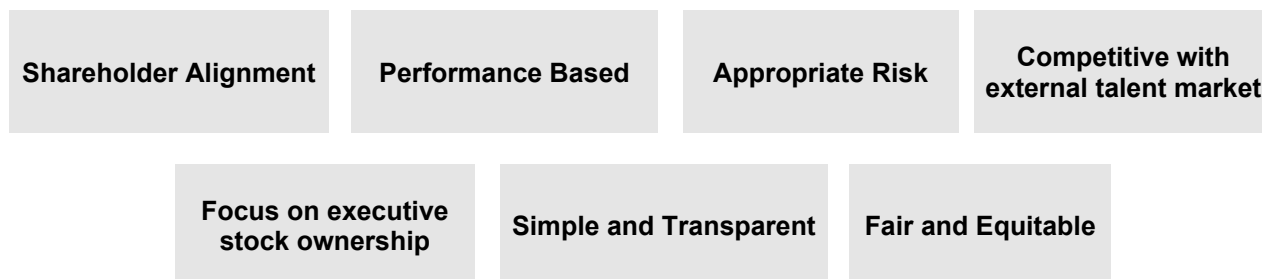 Shareholder Alignment
Performance Based
Appropriate Risk
Competitive with
external talent market
Focus on executive
stock ownership
Simple and Transparent
Fair and Equitable